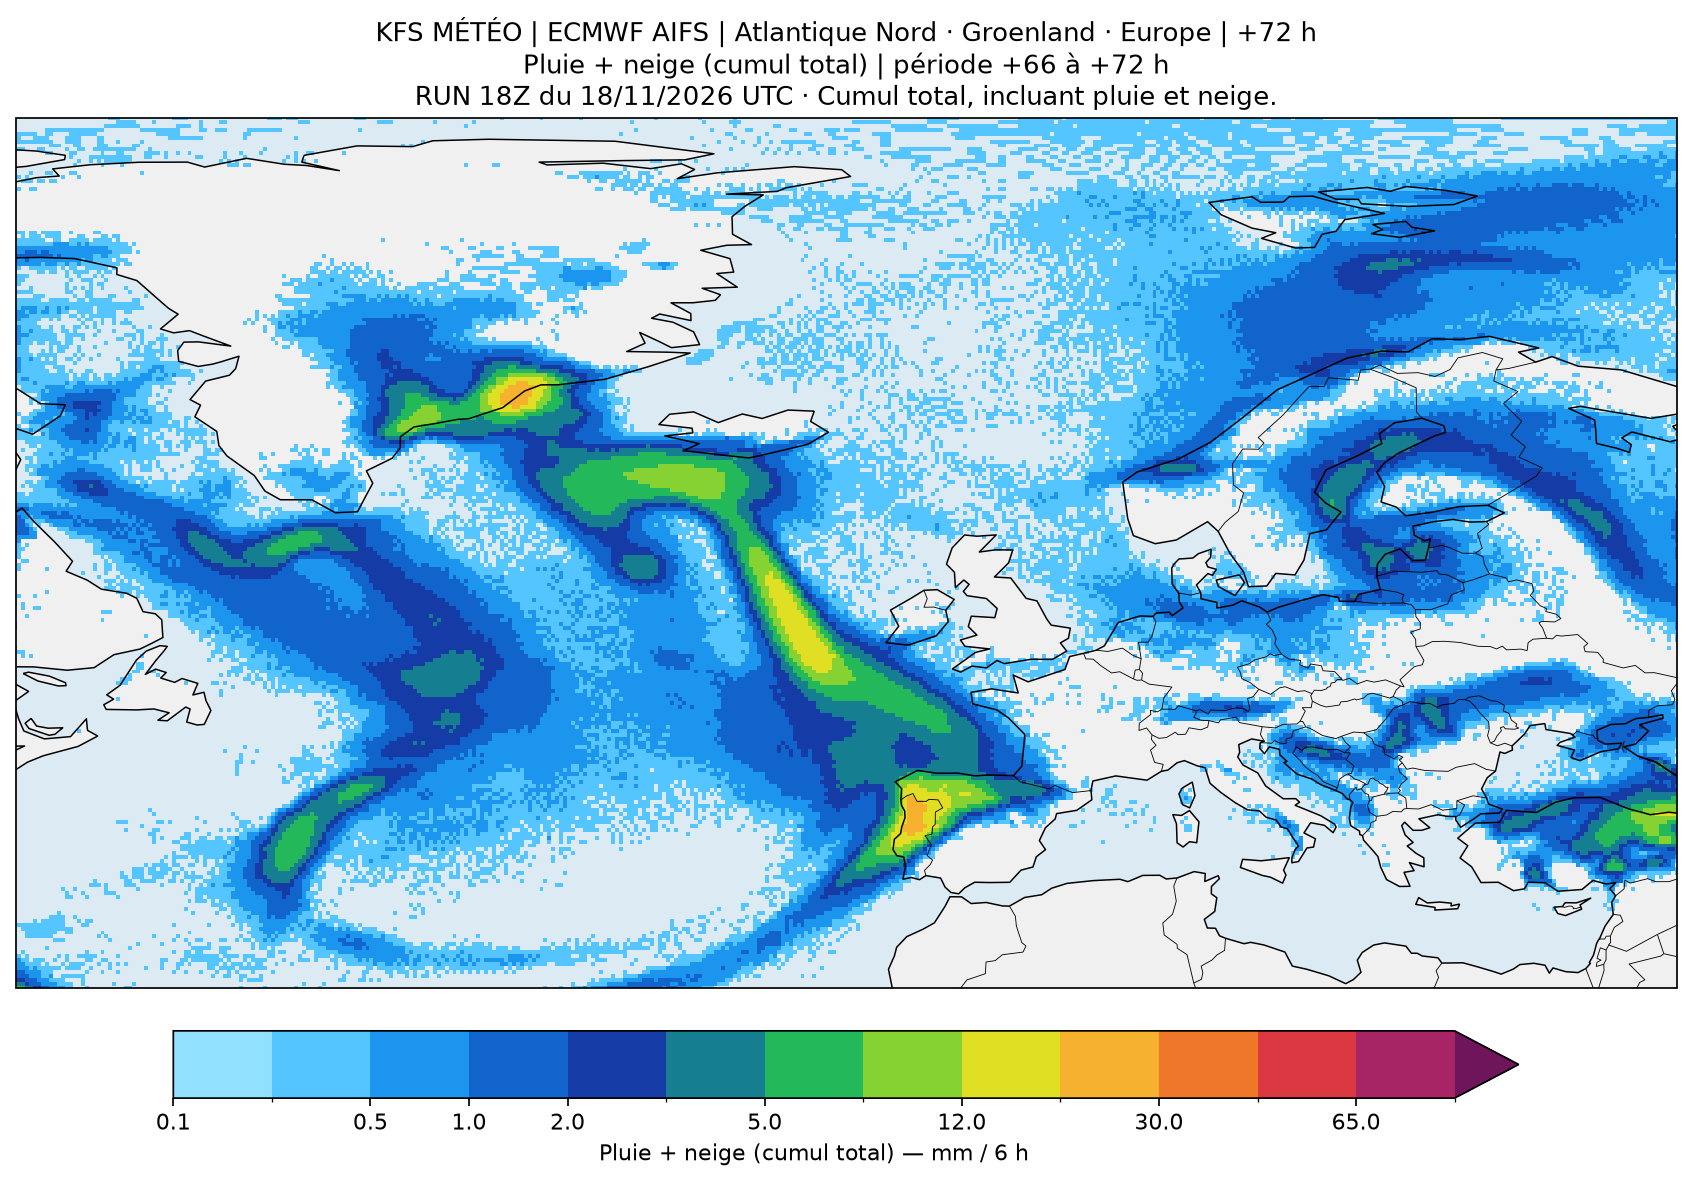 KFS MÉTÉO | ECMWF AIFS | Atlantique Nord · Groenland · Europe | +72 h
Pluie + neige (cumul total) | période +66 à +72 h
RUN 18Z du 18/11/2026 UTC · Cumul total, incluant pluie et neige.
0.1 0.5 1.0 2.0 5.0 12.0 30.0 65.0
Pluie + neige (cumul total) — mm / 6 h